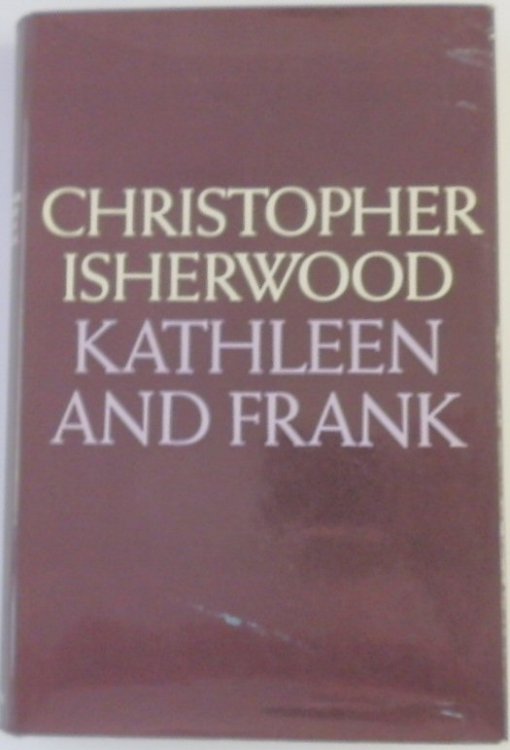 CHRISTOPHER
ISHERWOOD
KATHLEEN
AND FRANK